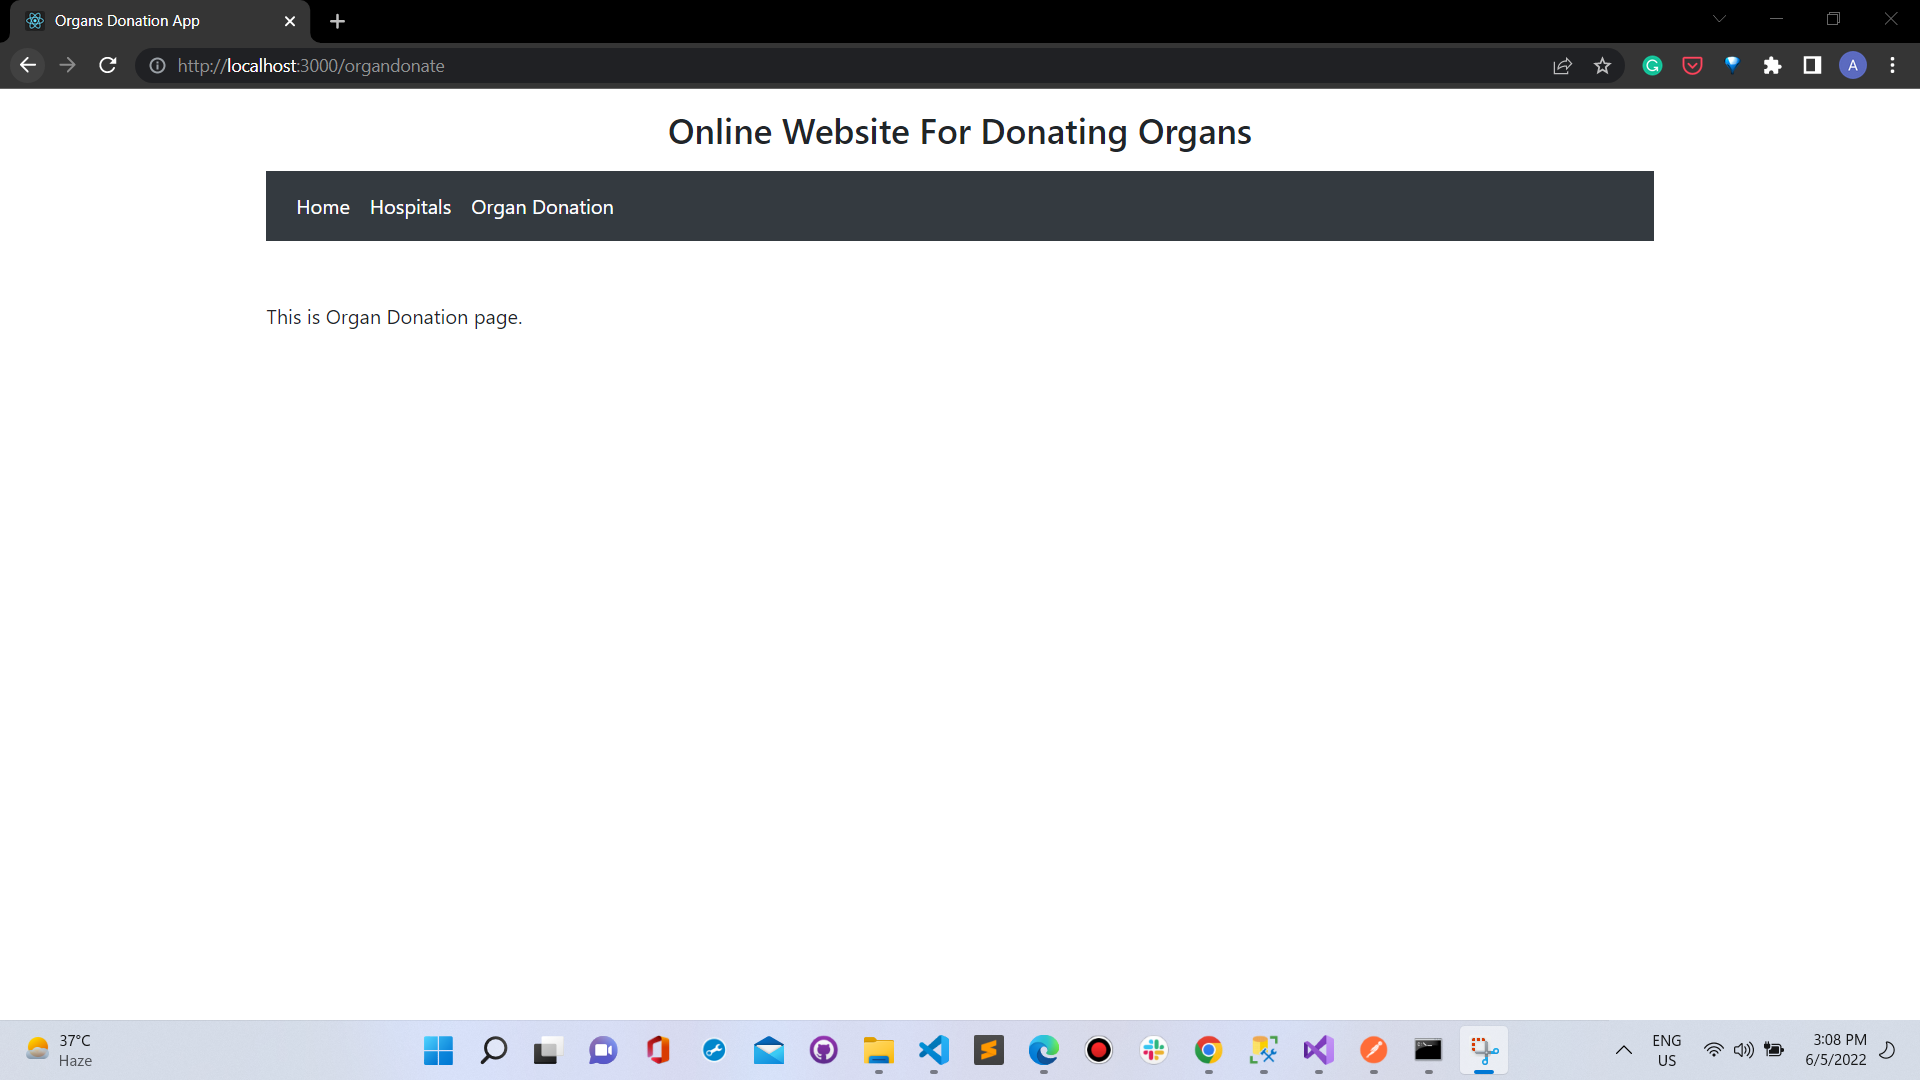 Organs Donation App
http://localhost:3000/organdonate
A
Online Website For Donating Organs
Home Hospitals Organ Donation
This is Organ Donation page.
37°C
Haze
ENG
US
3:08 PM
6/5/2022